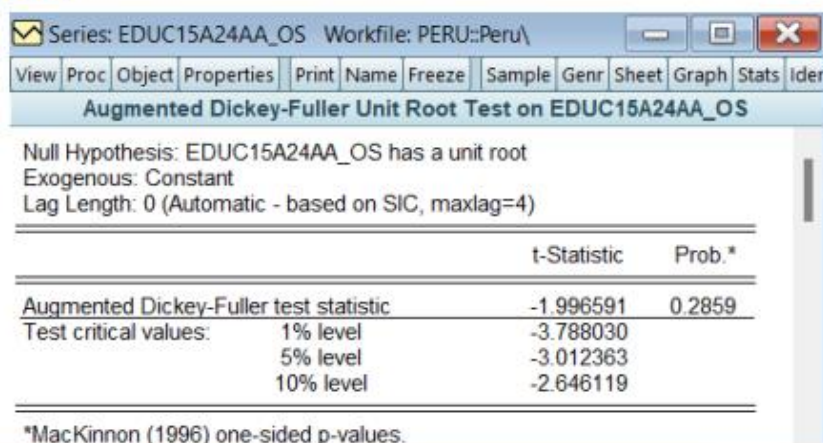 Series: EDUC15A24AA_OS Workfile: PERU::Peru\
View Proc Object Properties Print Name Freeze Sample Genr Sheet Graph Stats Iden
Augmented Dickey-Fuller Unit Root Test on EDUC15A24AA_OS
Null Hypothesis: EDUC15A24AA_OS has a unit root
Exogenous: Constant
Lag Length: 0 (Automatic - based on SIC, maxlag=4)
t-Statistic Prob.*
Augmented Dickey-Fuller test statistic -1.996591 0.2859
Test critical values: 1% level -3.788030
5% level -3.012363
10% level -2.646119
*MacKinnon (1996) one-sided p-values.